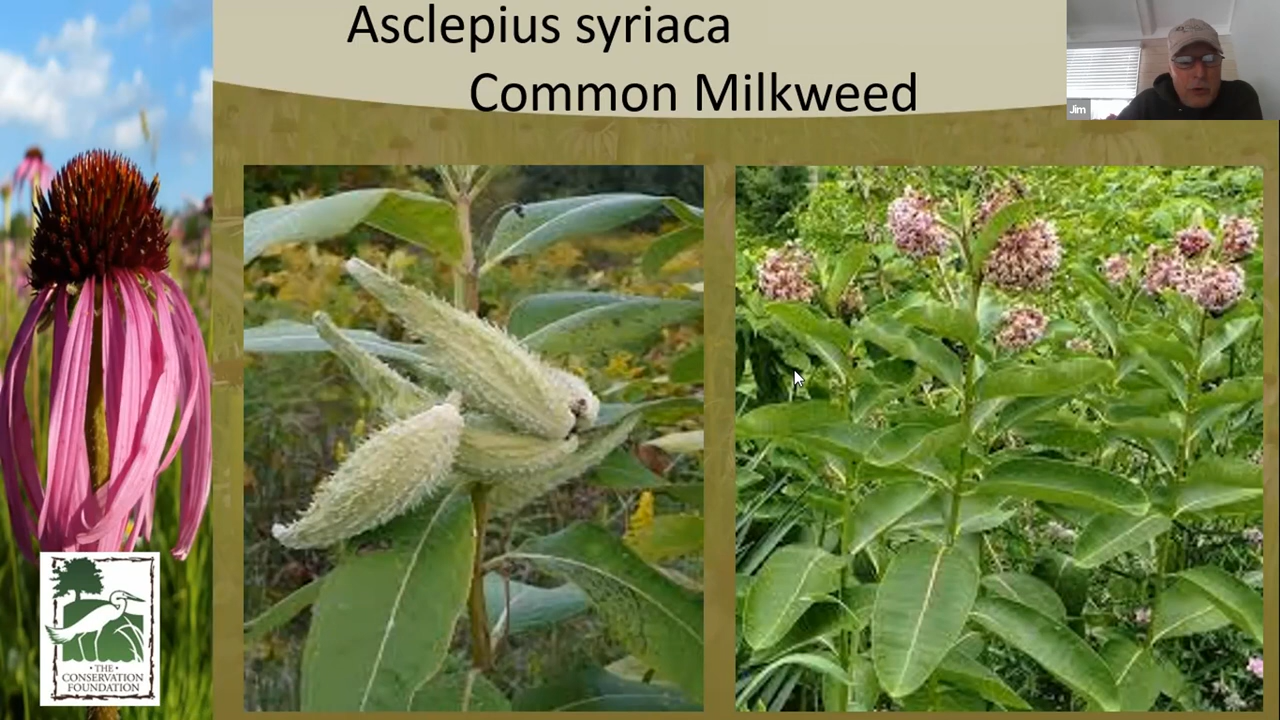 Asclepius syriaca
Common Milkweed
Jim
• THE •
CONSERVATION
FOUNDATION